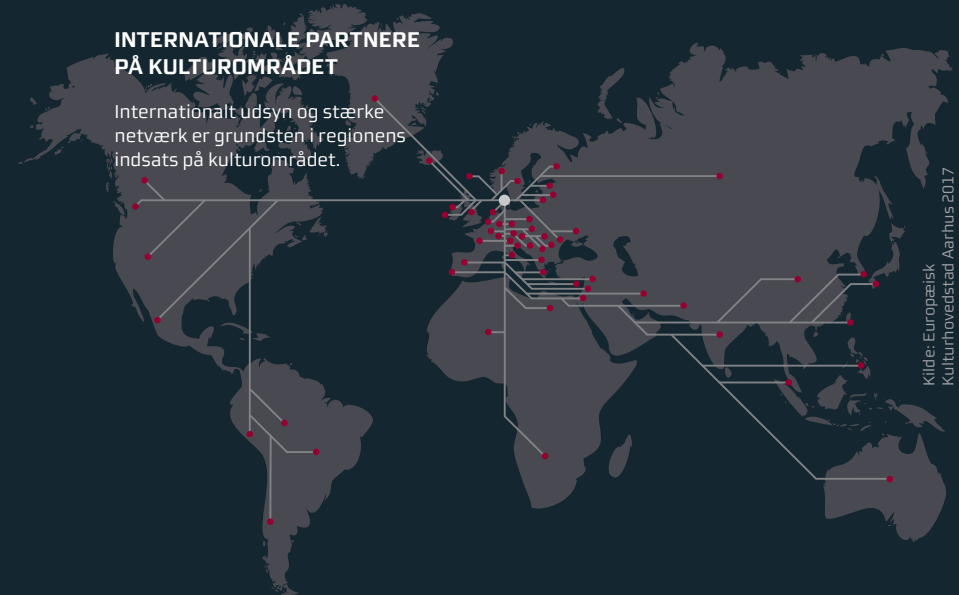 INTERNATIONALE PARTNERE
PÅ KULTUROMRÅDET
Internationalt udsyn og stærke
netværk er grundsten i regionens
indsats på kulturområdet.
Kilde: Europæisk
Kulturhovedstad Aarhus 2017